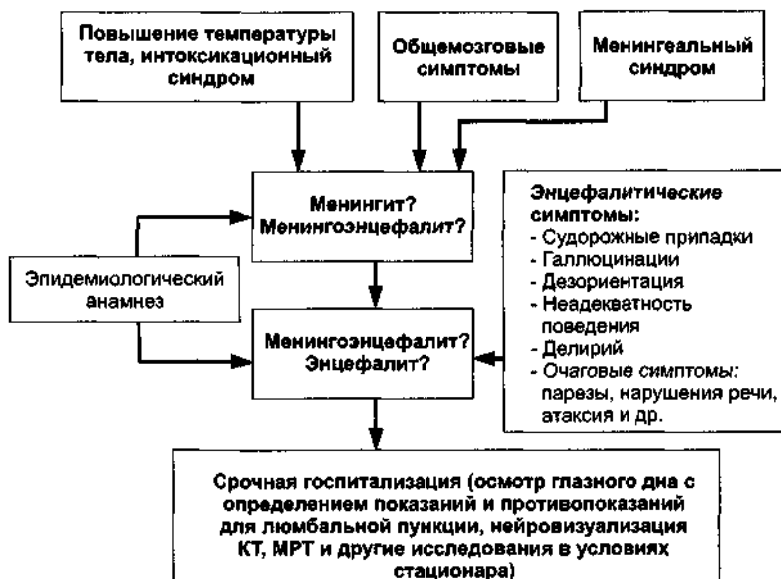 Повышение температуры
тела, интоксикационный
синдром
Общемозговые
симптомы
Менингеальный
синдром
Менингит?
Менингоэнцефалит?
Эпидемиологический
анамнез
Энцефалитические
симптомы:
- Судорожные припадки
- Галлюцинации
- Дезориентация
- Неадекватность
поведения
- Делирий
- Очаговые симптомы:
парезы, нарушения речи,
атаксия и др.
Менингоэнцефалит?
Энцефалит?
Срочная госпитализация (осмотр глазного дна с
определением показаний и противопоказаний
для люмбальной пункции, нейровизуализация
КТ, МРТ и другие исследования в условиях
стационара)